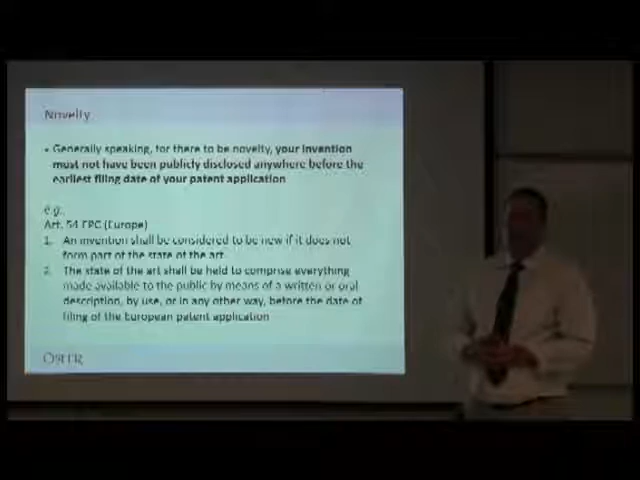 Novelty
• Generally speaking, for there to be novelty, your invention
must not have been publicly disclosed anywhere before the
earliest filing date of your patent application
e.g.
Art. 54 EPC (Europe)
1. An invention shall be considered to be new if it does not
form part of the state of the art
2. The state of the art shall be held to comprise everything
made available to the public by means of a written or oral
description, by use, or in any other way, before the date of
filing of the European patent application